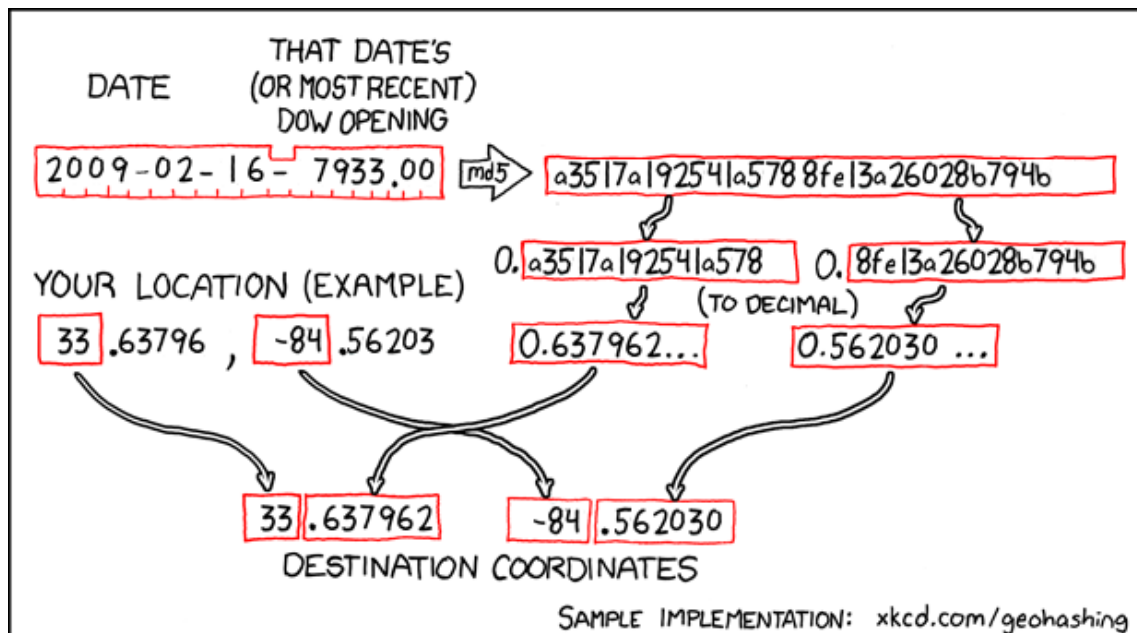 DATE
THAT DATE'S
(OR MOST RECENT)
DOW OPENING
2009-02-16- 7933.00
md5
a3517a192541a5788fe13a26028b794b
0. a3517a192541a578
0. 8fe13a26028b794b
(TO DECIMAL)
YOUR LOCATION (EXAMPLE)
33 .63796 , -84 .56203
0.637962...
0.562030 ...
33 .637962
-84 .562030
DESTINATION COORDINATES
SAMPLE IMPLEMENTATION: xkcd.com/geohashing